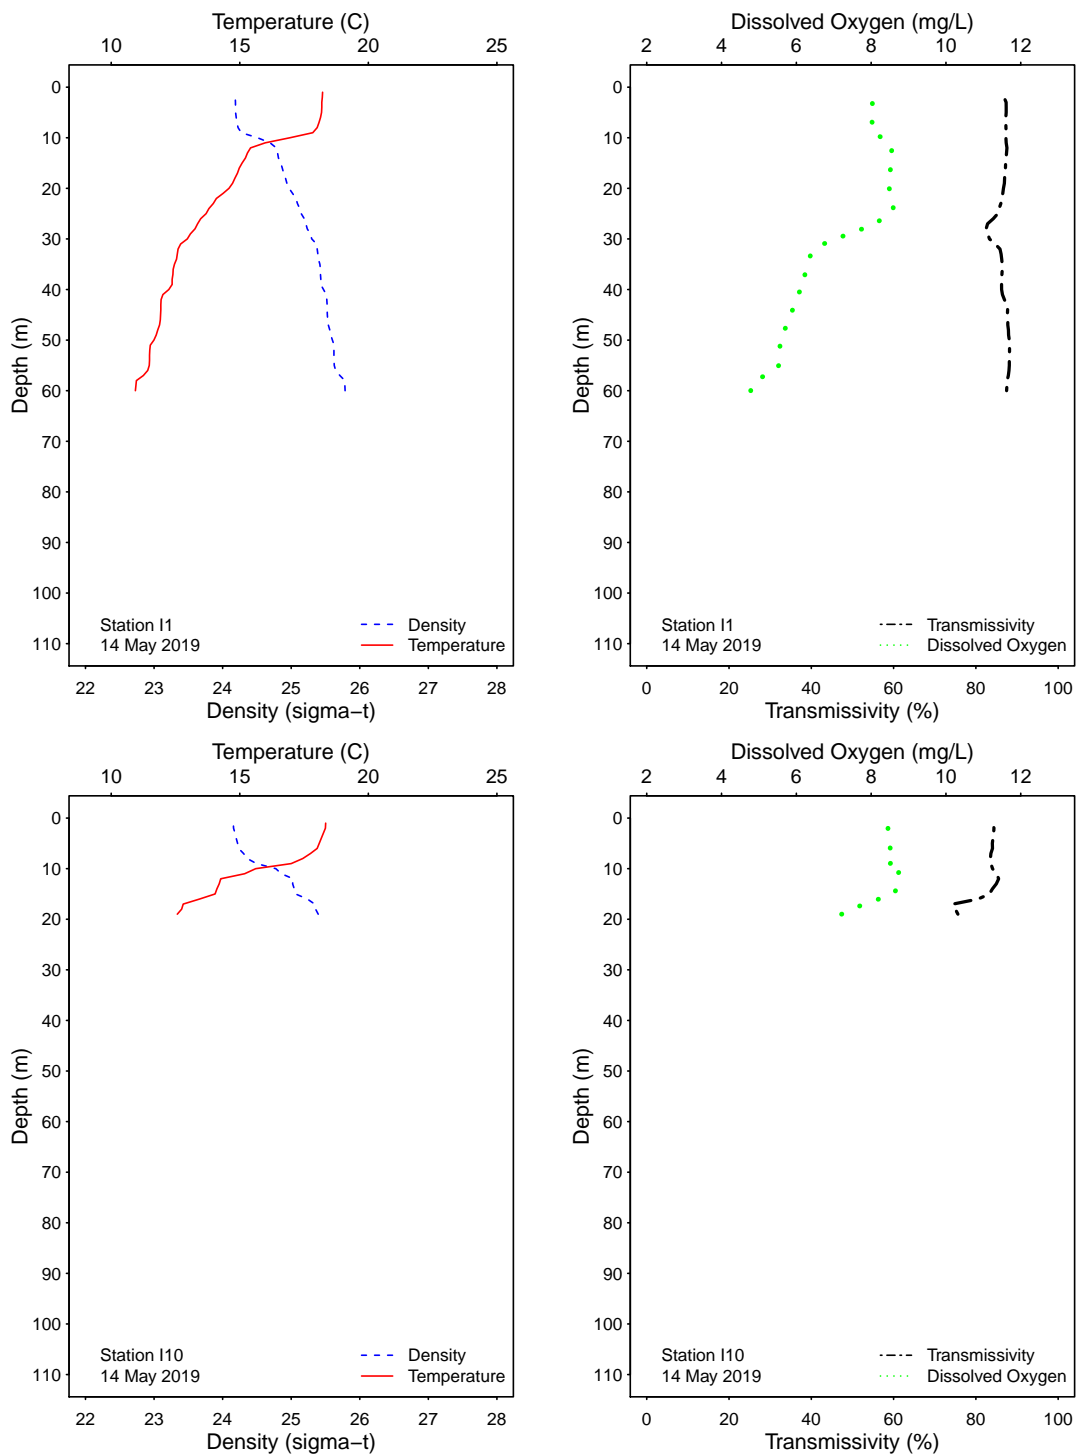 Temperature (C)
10 15 20 25
0
10
20
30
40
50
60
70
80
90
100
110
Depth (m)
Station I1
14 May 2019
Density
Temperature
22 23 24 25 26 27 28
Density (sigma−t)
Dissolved Oxygen (mg/L)
2 4 6 8 10 12
0
10
20
30
40
50
60
70
80
90
100
110
Depth (m)
Station I1
14 May 2019
Transmissivity
Dissolved Oxygen
0 20 40 60 80 100
Transmissivity (%)
Temperature (C)
10 15 20 25
0
10
20
30
40
50
60
70
80
90
100
110
Depth (m)
Station I10
14 May 2019
Density
Temperature
22 23 24 25 26 27 28
Density (sigma−t)
Dissolved Oxygen (mg/L)
2 4 6 8 10 12
0
10
20
30
40
50
60
70
80
90
100
110
Depth (m)
Station I10
14 May 2019
Transmissivity
Dissolved Oxygen
0 20 40 60 80 100
Transmissivity (%)